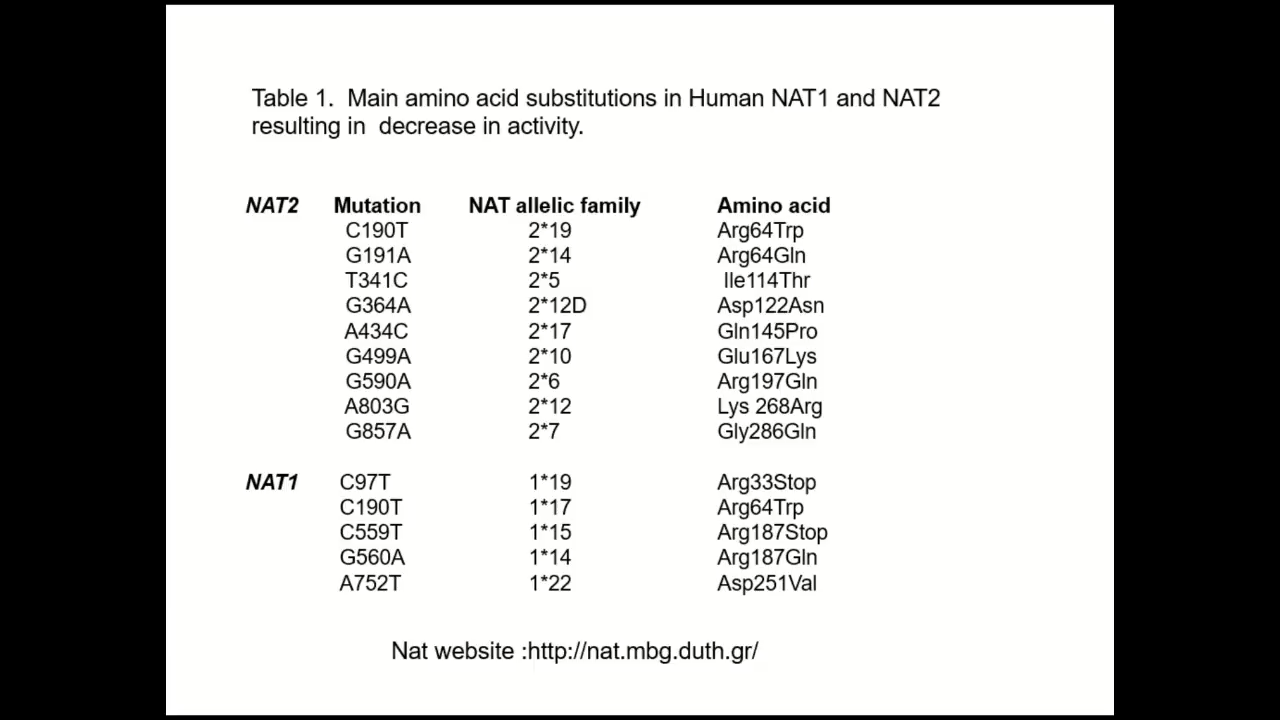 Table 1. Main amino acid substitutions in Human NAT1 and NAT2
resulting in decrease in activity.
NAT2 Mutation NAT allelic family Amino acid
C190T 2*19 Arg64Trp
G191A 2*14 Arg64Gln
T341C 2*5 Ile114Thr
G364A 2*12D Asp122Asn
A434C 2*17 Gln145Pro
G499A 2*10 Glu167Lys
G590A 2*6 Arg197Gln
A803G 2*12 Lys 268Arg
G857A 2*7 Gly286Gln
NAT1 C97T 1*19 Arg33Stop
C190T 1*17 Arg64Trp
C559T 1*15 Arg187Stop
G560A 1*14 Arg187Gln
A752T 1*22 Asp251Val
Nat website :http://nat.mbg.duth.gr/